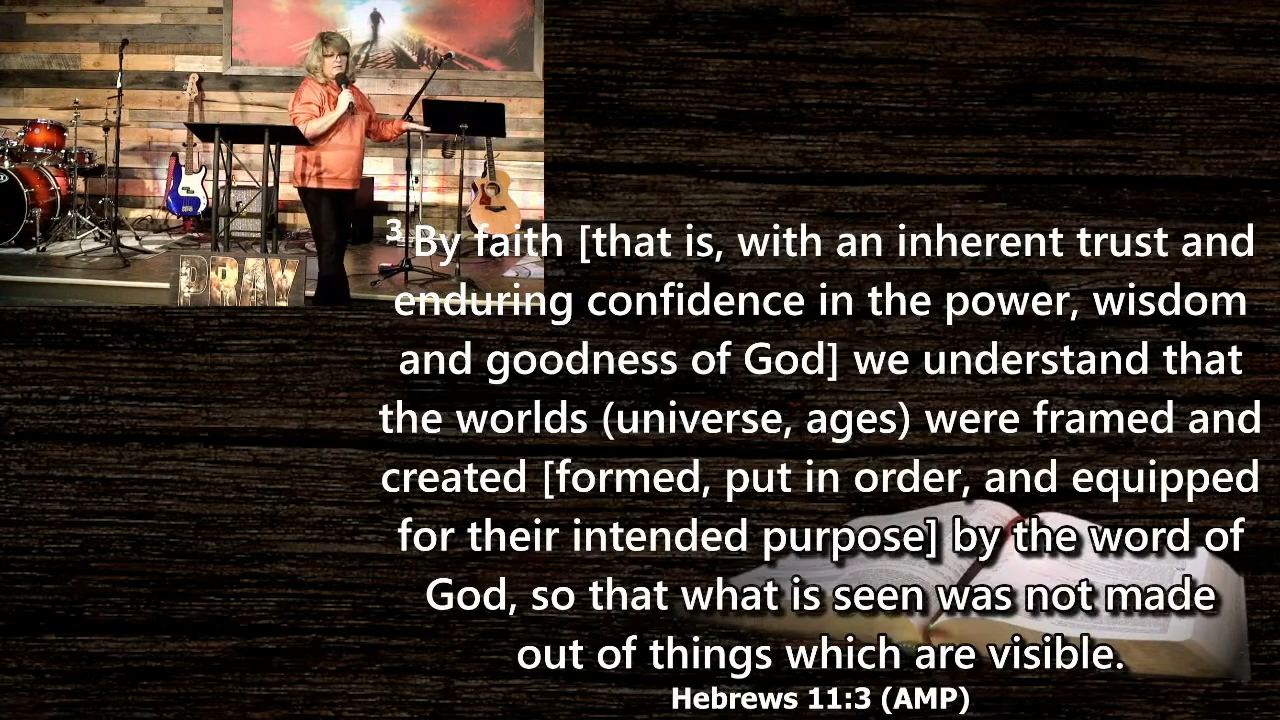 PRAY
3 By faith [that is, with an inherent trust and
enduring confidence in the power, wisdom
and goodness of God] we understand that
the worlds (universe, ages) were framed and
created [formed, put in order, and equipped
for their intended purpose] by the word of
God, so that what is seen was not made
out of things which are visible.
Hebrews 11:3 (AMP)